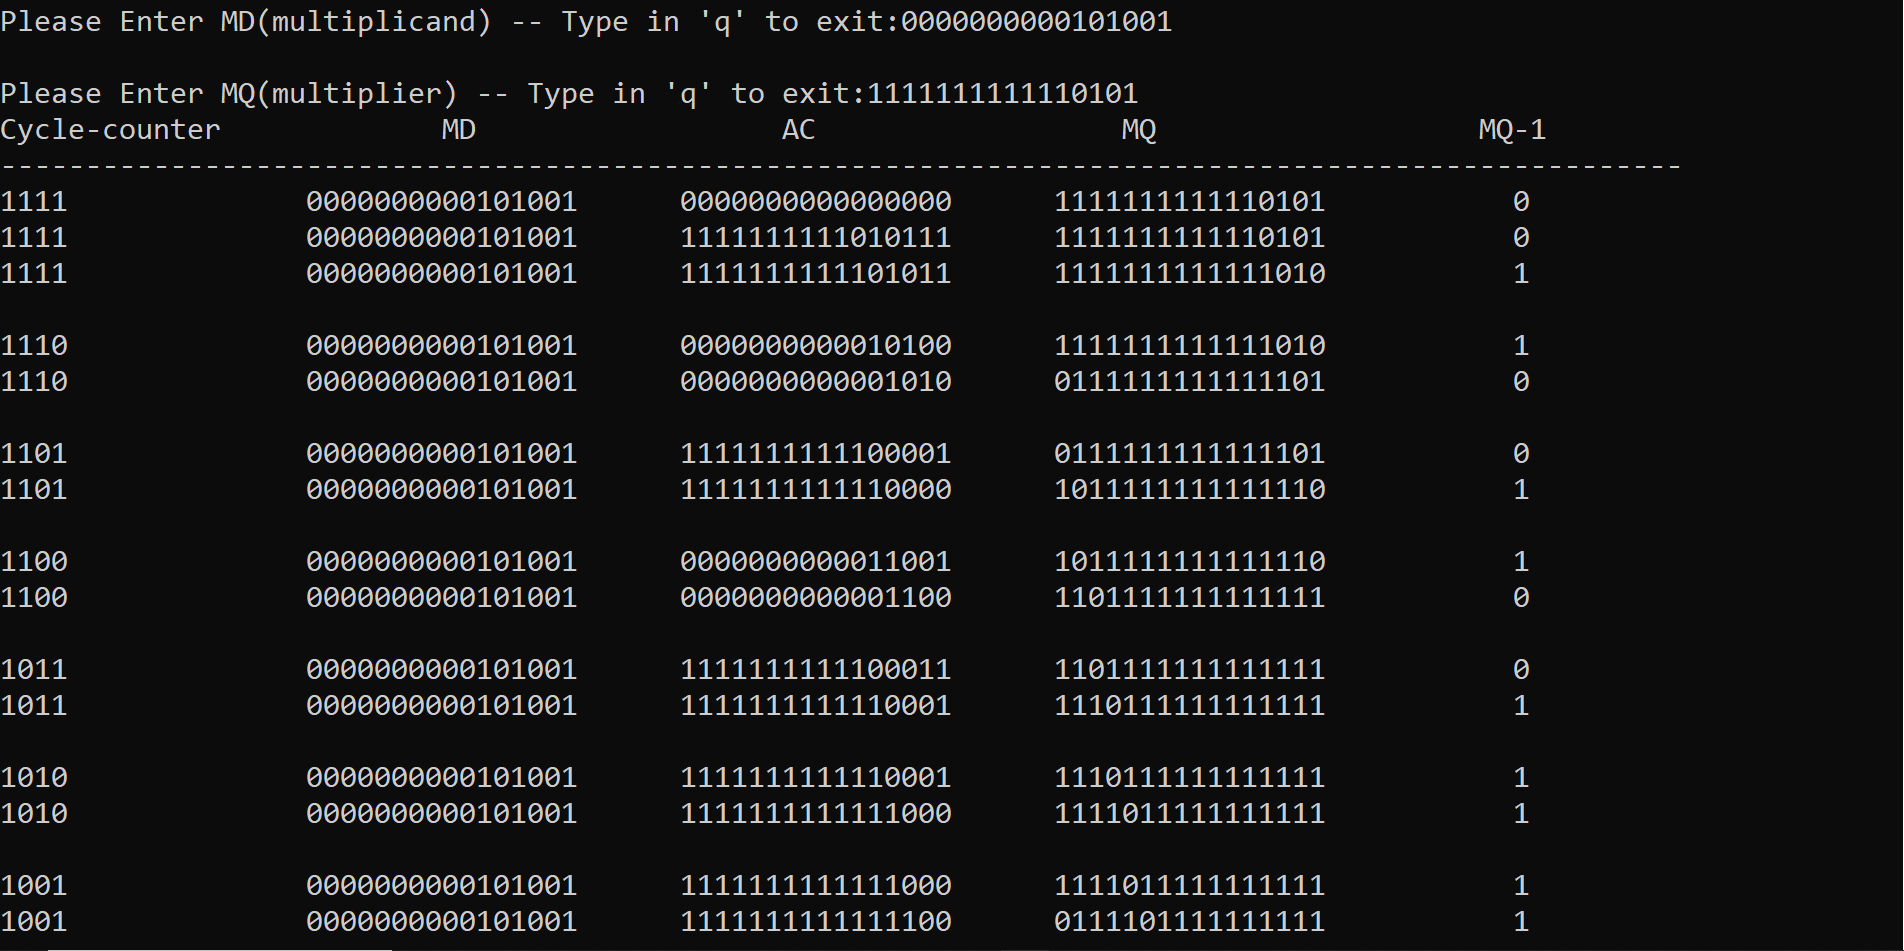 Please Enter MD(multiplicand) -- Type in 'q' to exit:0000000000101001
Please Enter MQ(multiplier) -- Type in 'q' to exit:1111111111110101
Cycle-counter MD AC MQ MQ-1
----------------------------------------------------------------------------------------------------
1111 0000000000101001 0000000000000000 1111111111110101 0
1111 0000000000101001 1111111111010111 1111111111110101 0
1111 0000000000101001 1111111111101011 1111111111111010 1
1110 0000000000101001 0000000000010100 1111111111111010 1
1110 0000000000101001 0000000000001010 0111111111111101 0
1101 0000000000101001 1111111111100001 0111111111111101 0
1101 0000000000101001 1111111111110000 1011111111111110 1
1100 0000000000101001 0000000000011001 1011111111111110 1
1100 0000000000101001 0000000000001100 1101111111111111 0
1011 0000000000101001 1111111111100011 1101111111111111 0
1011 0000000000101001 1111111111110001 1110111111111111 1
1010 0000000000101001 1111111111110001 1110111111111111 1
1010 0000000000101001 1111111111111000 1111011111111111 1
1001 0000000000101001 1111111111111000 1111011111111111 1
1001 0000000000101001 1111111111111100 0111101111111111 1